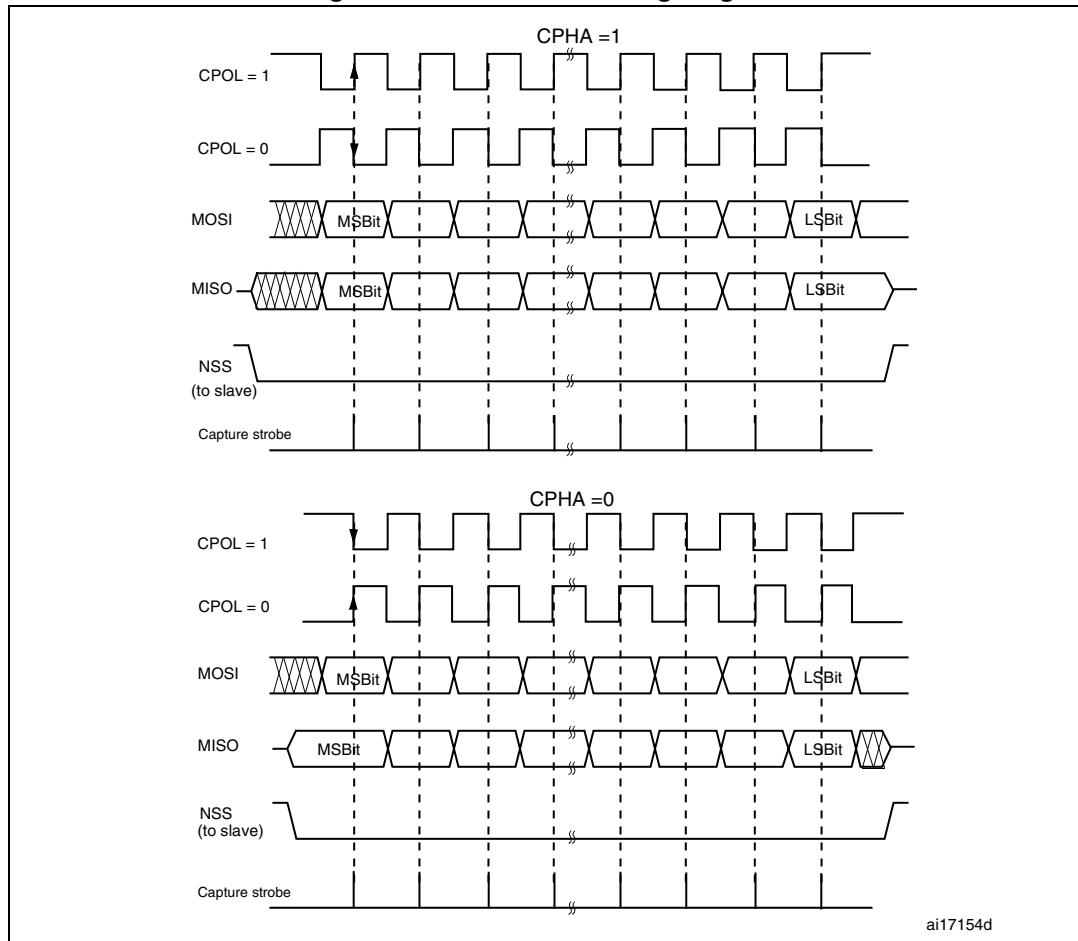 CPHA =1
CPOL = 1
CPOL = 0
MOSI
MSBit
LSBit
MISO
MSBit
LSBit
NSS
(to slave)
Capture strobe
CPHA =0
CPOL = 1
CPOL = 0
MOSI
MSBit
LSBit
MISO
MSBit
LSBit
NSS
(to slave)
Capture strobe
ai17154d